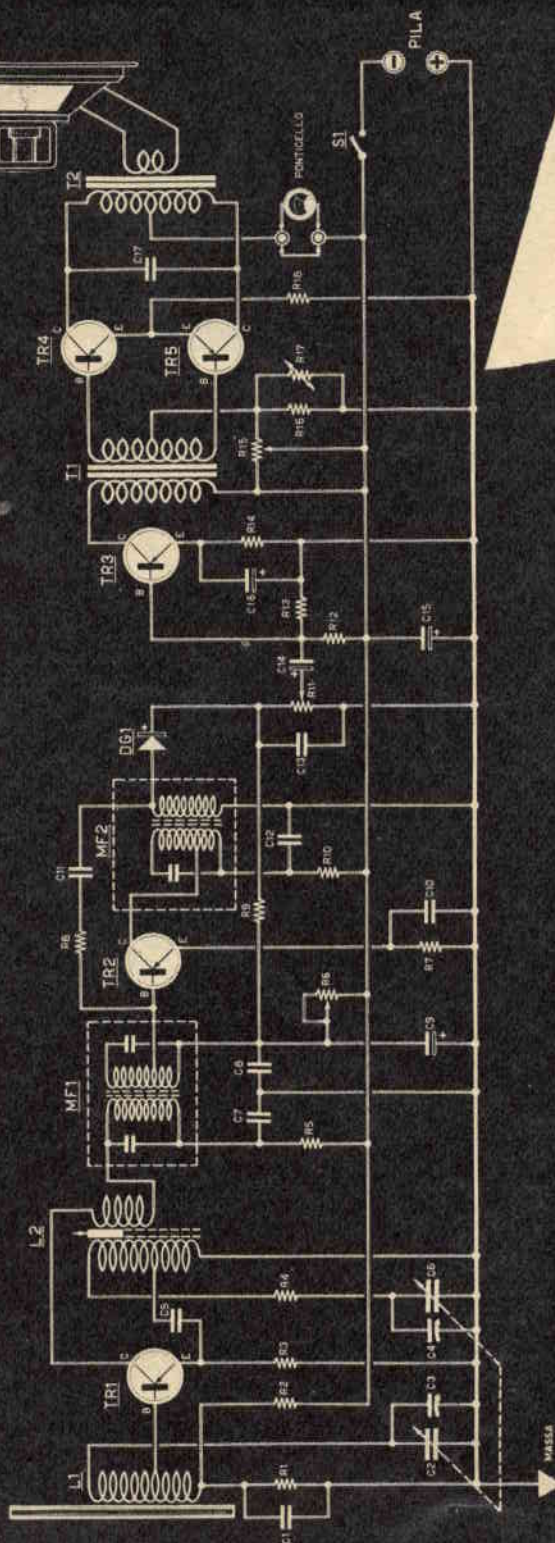 L1
TR1
B
C
E
C1
R1
R2
R3
C2
C3
MASSA
L2
C5
R4
C4
C6
MF1
C7
C8
R5
R6
C9
R8
C11
TR2
B
C
E
R7
C10
MF2
R9
C12
R10
DG1
C13
R11
C14
R12
R13
C15
TR3
B
C
E
C16
R14
T1
R15
R16
R17
TR4
B
C
E
TR5
B
E
C
R18
C17
T2
PONTICELLO
S1
PILA